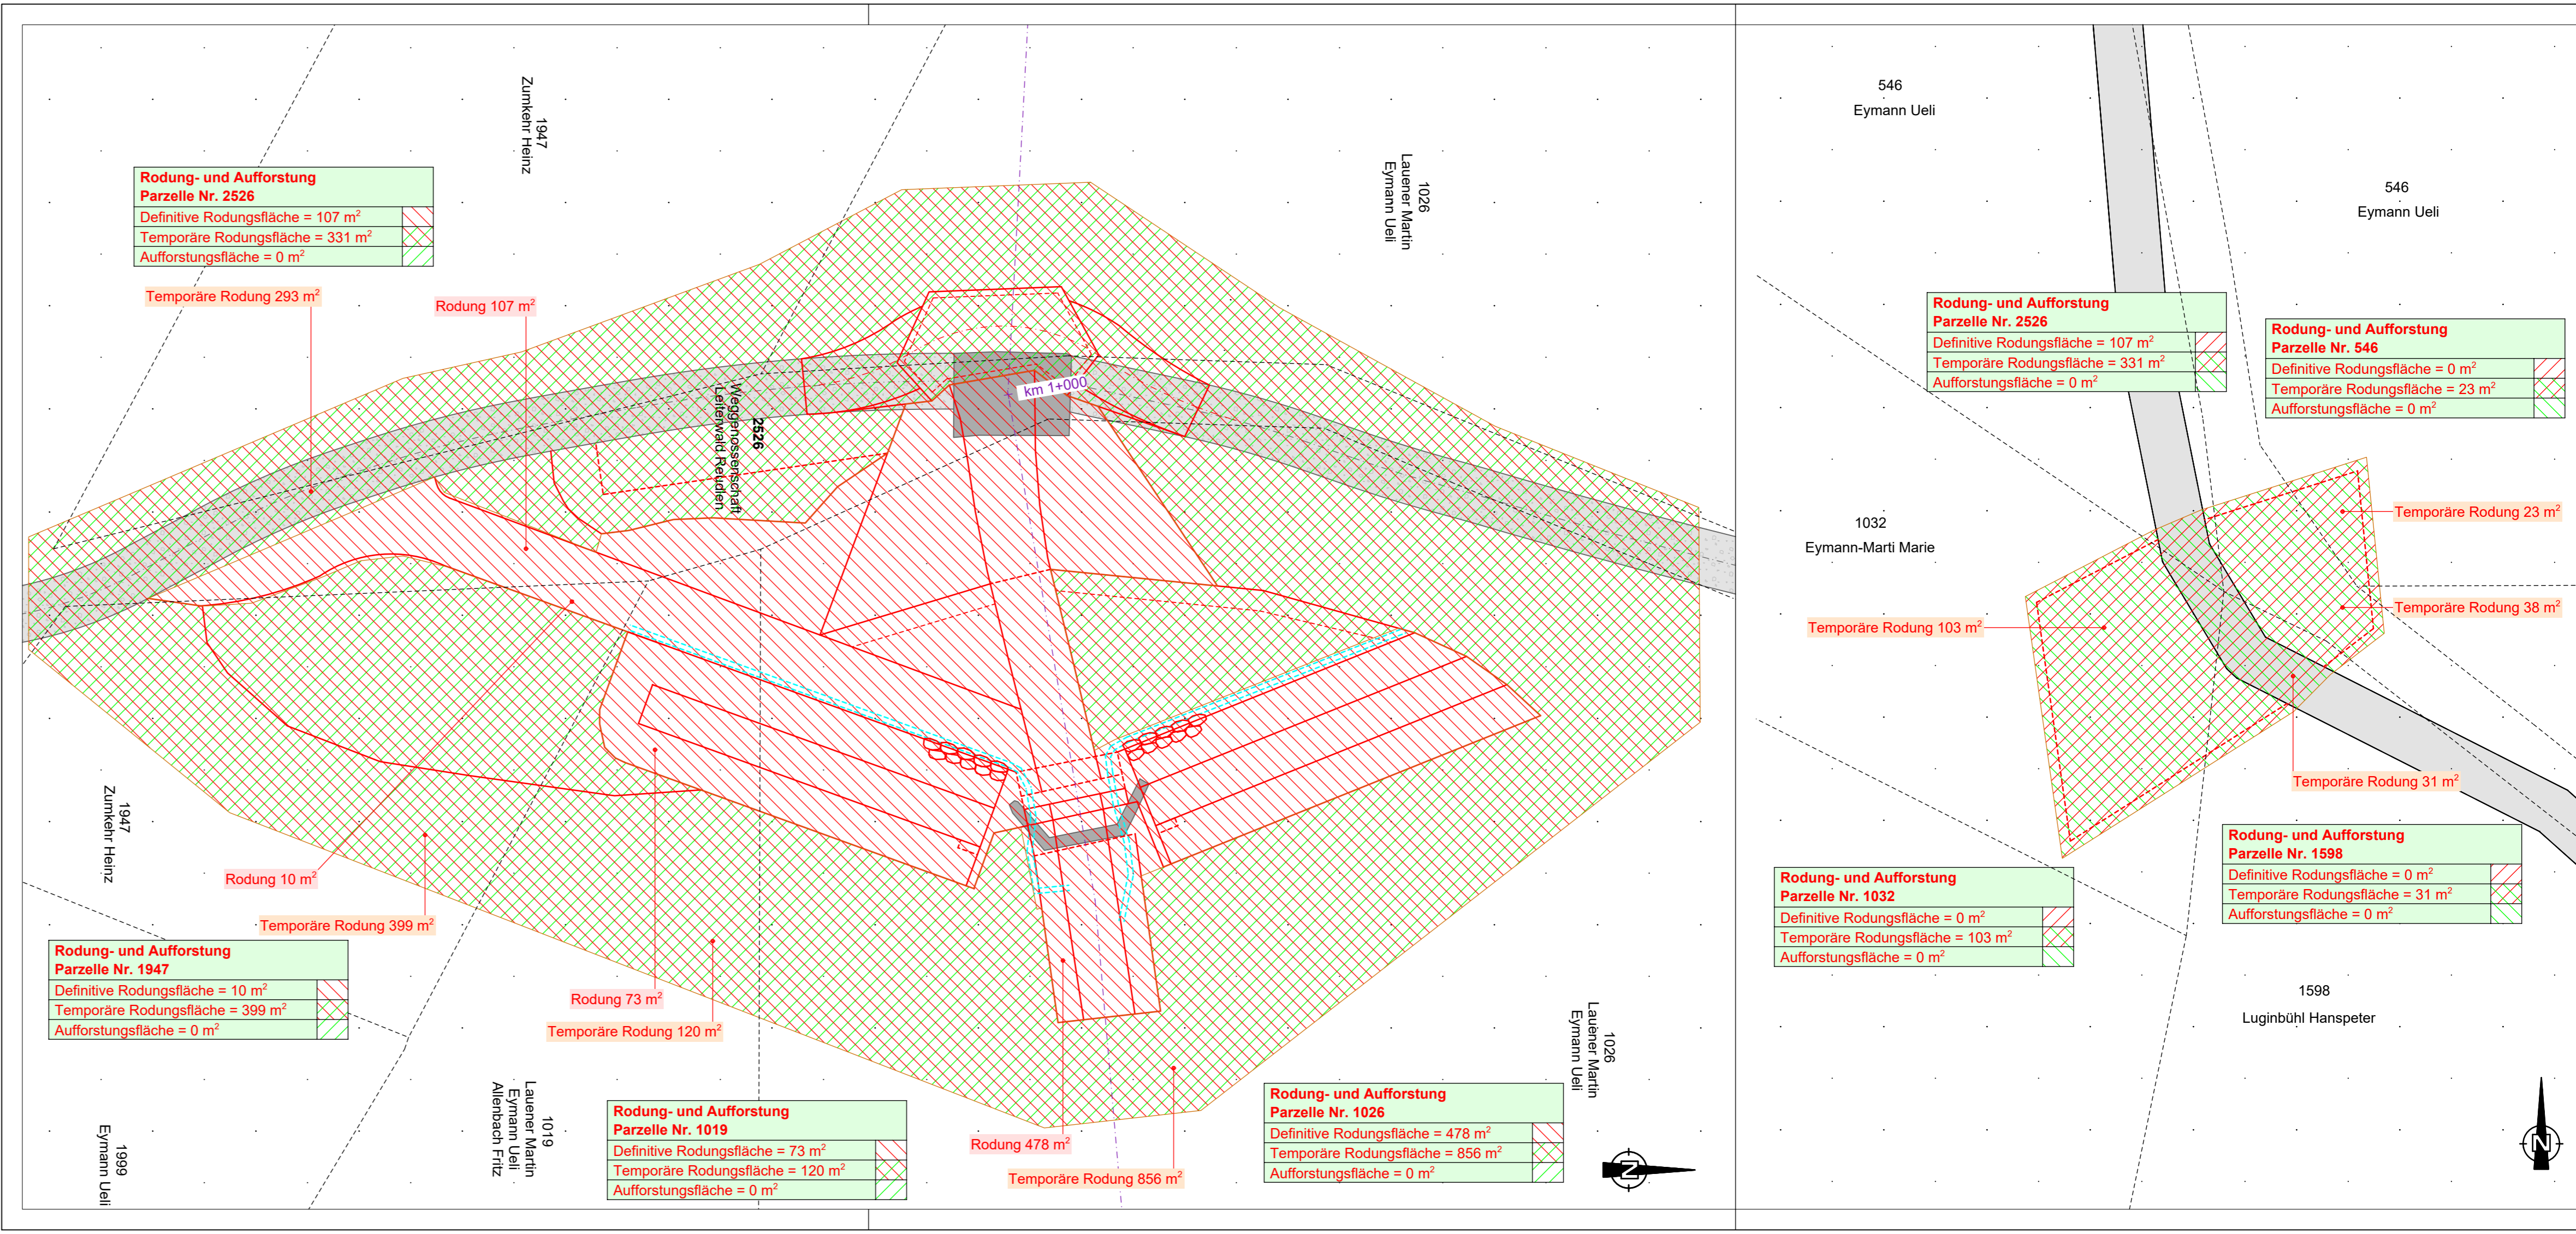 1947
Zumkehr Heinz
1026
Lauener Martin
Eymann Ueli
Rodung- und Aufforstung
Parzelle Nr. 2526
Definitive Rodungsfläche = 107 m²
Temporäre Rodungsfläche = 331 m²
Aufforstungsfläche = 0 m²
Temporäre Rodung 293 m²
Rodung 107 m²
km 1+000
2526
Weggenossenschaft
Leiterwald Reudlen
1947
Zumkehr Heinz
Rodung 10 m²
Temporäre Rodung 399 m²
Rodung- und Aufforstung
Parzelle Nr. 1947
Definitive Rodungsfläche = 10 m²
Temporäre Rodungsfläche = 399 m²
Aufforstungsfläche = 0 m²
Rodung 73 m²
Temporäre Rodung 120 m²
1999
Eymann Ueli
1019
Lauener Martin
Eymann Ueli
Allenbach Fritz
Rodung- und Aufforstung
Parzelle Nr. 1019
Definitive Rodungsfläche = 73 m²
Temporäre Rodungsfläche = 120 m²
Aufforstungsfläche = 0 m²
Rodung 478 m²
Temporäre Rodung 856 m²
1026
Lauener Martin
Eymann Ueli
Rodung- und Aufforstung
Parzelle Nr. 1026
Definitive Rodungsfläche = 478 m²
Temporäre Rodungsfläche = 856 m²
Aufforstungsfläche = 0 m²
N
546
Eymann Ueli
546
Eymann Ueli
Rodung- und Aufforstung
Parzelle Nr. 2526
Definitive Rodungsfläche = 107 m²
Temporäre Rodungsfläche = 331 m²
Aufforstungsfläche = 0 m²
Rodung- und Aufforstung
Parzelle Nr. 546
Definitive Rodungsfläche = 0 m²
Temporäre Rodungsfläche = 23 m²
Aufforstungsfläche = 0 m²
1032
Eymann-Marti Marie
Temporäre Rodung 23 m²
Temporäre Rodung 103 m²
Temporäre Rodung 38 m²
Temporäre Rodung 31 m²
Rodung- und Aufforstung
Parzelle Nr. 1032
Definitive Rodungsfläche = 0 m²
Temporäre Rodungsfläche = 103 m²
Aufforstungsfläche = 0 m²
Rodung- und Aufforstung
Parzelle Nr. 1598
Definitive Rodungsfläche = 0 m²
Temporäre Rodungsfläche = 31 m²
Aufforstungsfläche = 0 m²
1598
Luginbühl Hanspeter
N